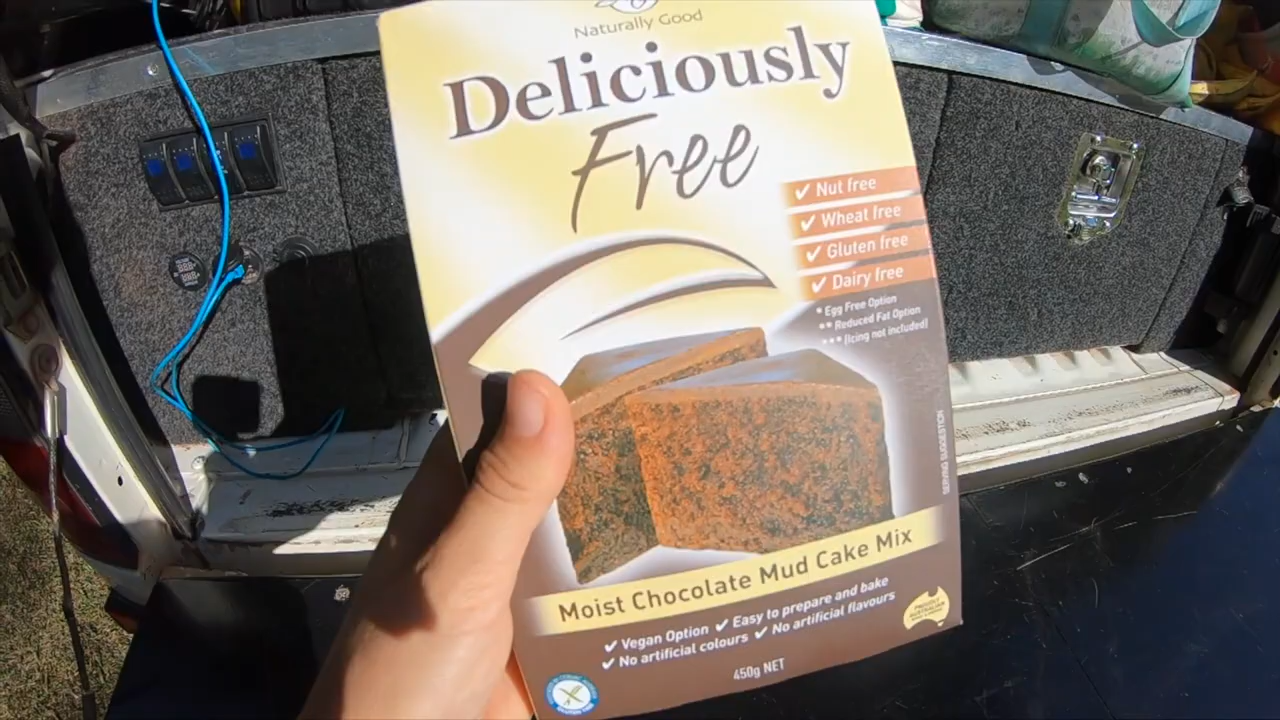 Naturally Good
Deliciously
Free
✓ Nut free
✓ Wheat free
✓ Gluten free
✓ Dairy free
• Egg Free Option
•• Reduced Fat Option
••• (Icing not included)
SERVING SUGGESTION
Moist Chocolate Mud Cake Mix
✓ Vegan Option ✓ Easy to prepare and bake
✓ No artificial colours ✓ No artificial flavours
PROUDLY
AUSTRALIAN
450g NET